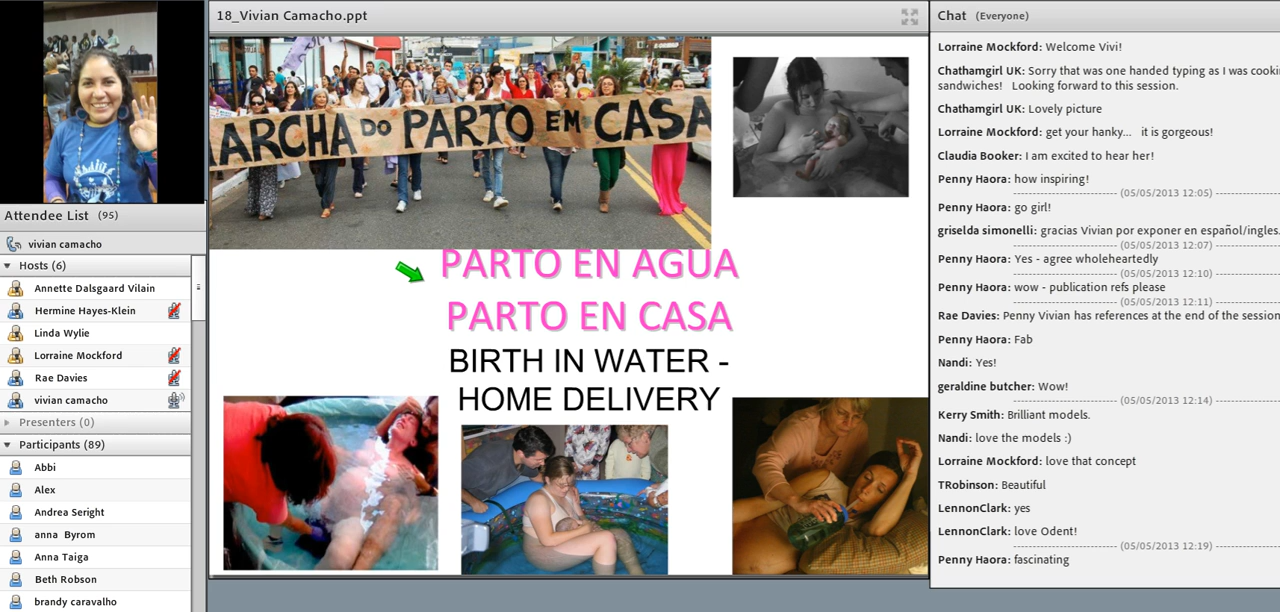 Attendee List (95)
vivian camacho
Hosts (6)
Annette Dalsgaard Vilain
Hermine Hayes-Klein
Linda Wylie
Lorraine Mockford
Rae Davies
vivian camacho
Presenters (0)
Participants (89)
Abbi
Alex
Andrea Seright
anna Byrom
Anna Taiga
Beth Robson
brandy caravalho
18_Vivian Camacho.ppt
ARCHA DO PARTO EM CASA
PARTO EN AGUA
PARTO EN CASA
BIRTH IN WATER -
HOME DELIVERY
Chat (Everyone)
Lorraine Mockford: Welcome Vivi!
Chathamgirl UK: Sorry that was one handed typing as I was cooki
sandwiches! Looking forward to this session.
Chathamgirl UK: Lovely picture
Lorraine Mockford: get your hanky... it is gorgeous!
Claudia Booker: I am excited to hear her!
Penny Haora: how inspiring!
(05/05/2013 12:05)
Penny Haora: go girl!
griselda simonelli: gracias Vivian por exponer en español/ingles.
(05/05/2013 12:07)
Penny Haora: Yes - agree wholeheartedly
(05/05/2013 12:10)
Penny Haora: wow - publication refs please
(05/05/2013 12:11)
Rae Davies: Penny Vivian has references at the end of the session
Penny Haora: Fab
Nandi: Yes!
geraldine butcher: Wow!
(05/05/2013 12:14)
Kerry Smith: Brilliant models.
Nandi: love the models :)
Lorraine Mockford: love that concept
TRobinson: Beautiful
LennonClark: yes
LennonClark: love Odent!
(05/05/2013 12:19)
Penny Haora: fascinating